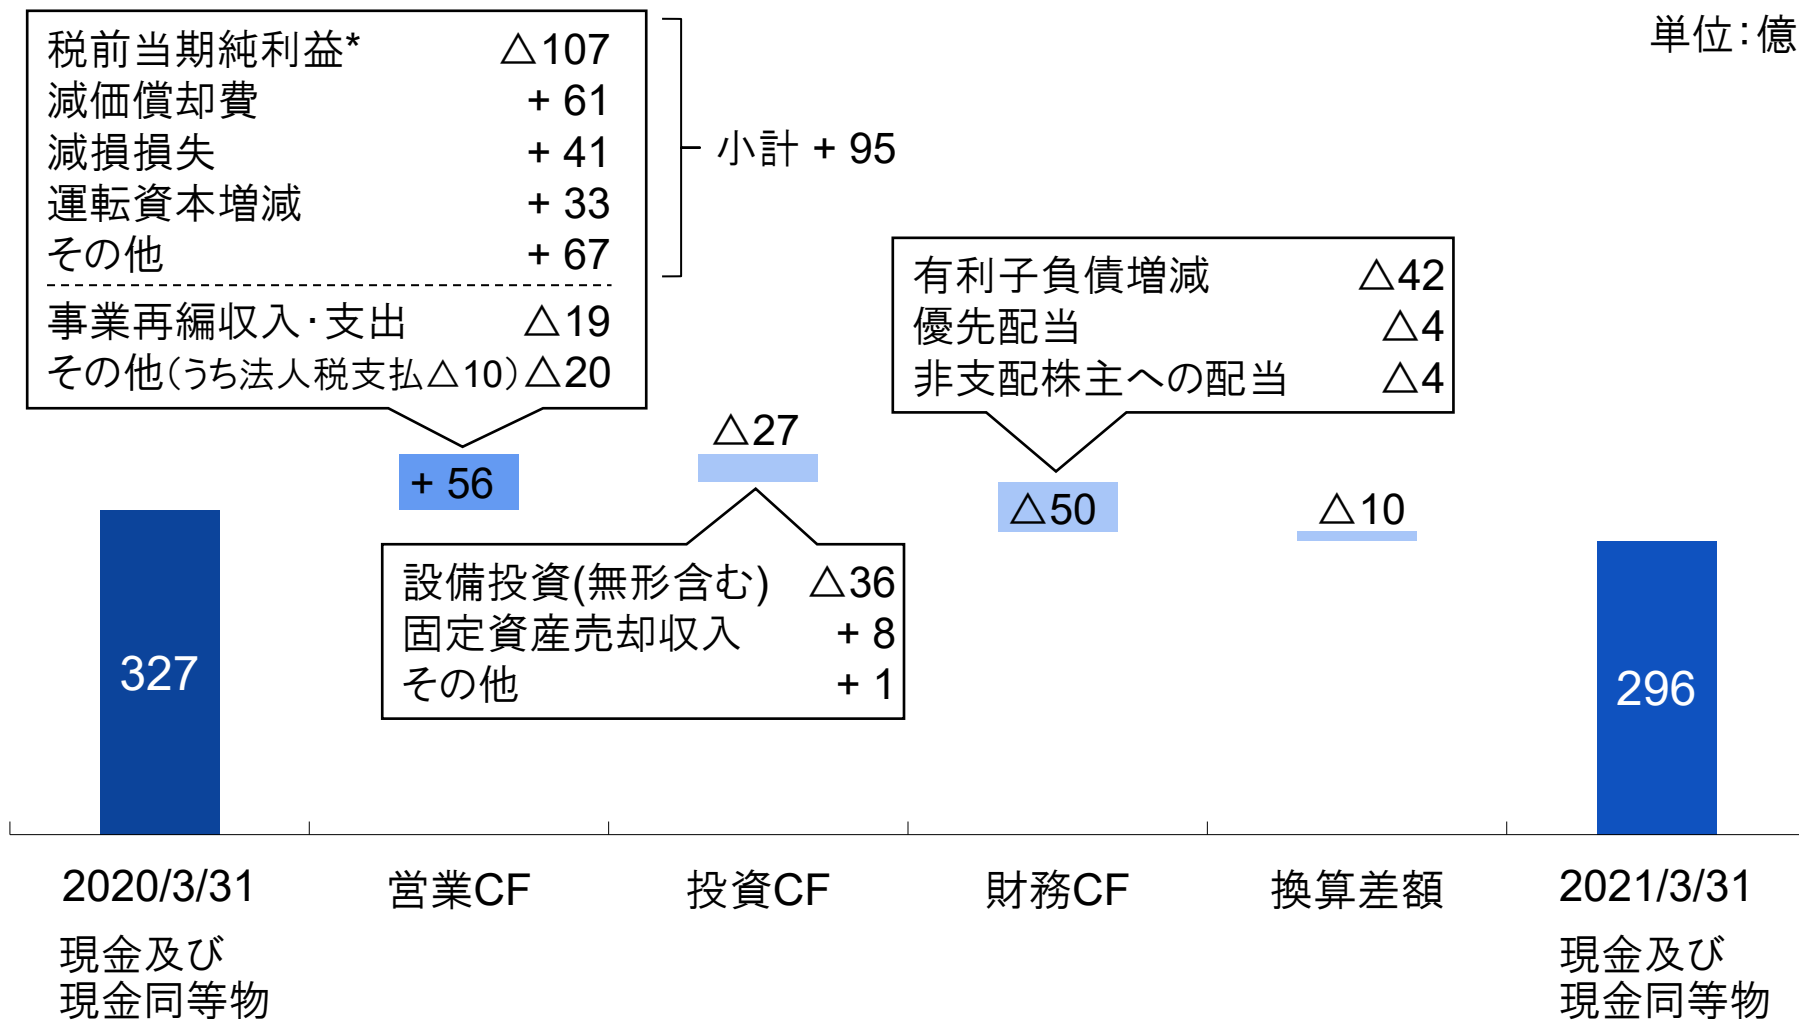 単位：億
税前当期純利益* △107
減価償却費 + 61
減損損失 + 41
運転資本増減 + 33
その他 + 67
小計 + 95
事業再編収入・支出 △19
その他(うち法人税支払△10) △20
有利子負債増減 △42
優先配当 △4
非支配株主への配当 △4
+ 56
△27
△50
△10
設備投資(無形含む) △36
固定資産売却収入 + 8
その他 + 1
327
296
2020/3/31
営業CF
投資CF
財務CF
換算差額
2021/3/31
現金及び
現金同等物
現金及び
現金同等物